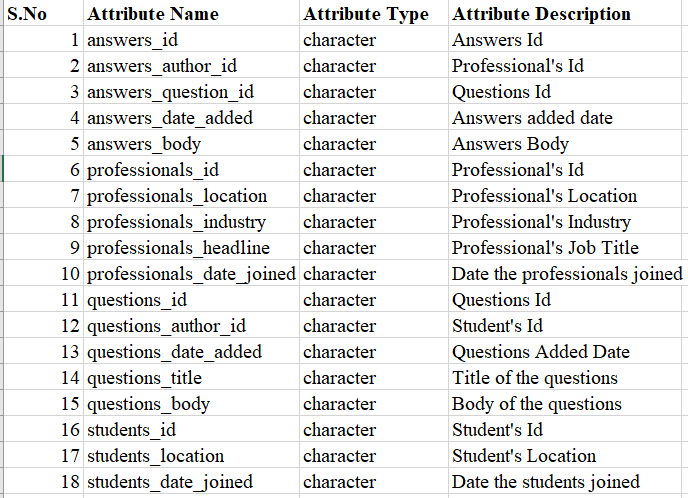 S.No Attribute Name Attribute Type Attribute Description
1 answers_id character Answers Id
2 answers_author_id character Professional's Id
3 answers_question_id character Questions Id
4 answers_date_added character Answers added date
5 answers_body character Answers Body
6 professionals_id character Professional's Id
7 professionals_location character Professional's Location
8 professionals_industry character Professional's Industry
9 professionals_headline character Professional's Job Title
10 professionals_date_joined character Date the professionals joined
11 questions_id character Questions Id
12 questions_author_id character Student's Id
13 questions_date_added character Questions Added Date
14 questions_title character Title of the questions
15 questions_body character Body of the questions
16 students_id character Student's Id
17 students_location character Student's Location
18 students_date_joined character Date the students joined